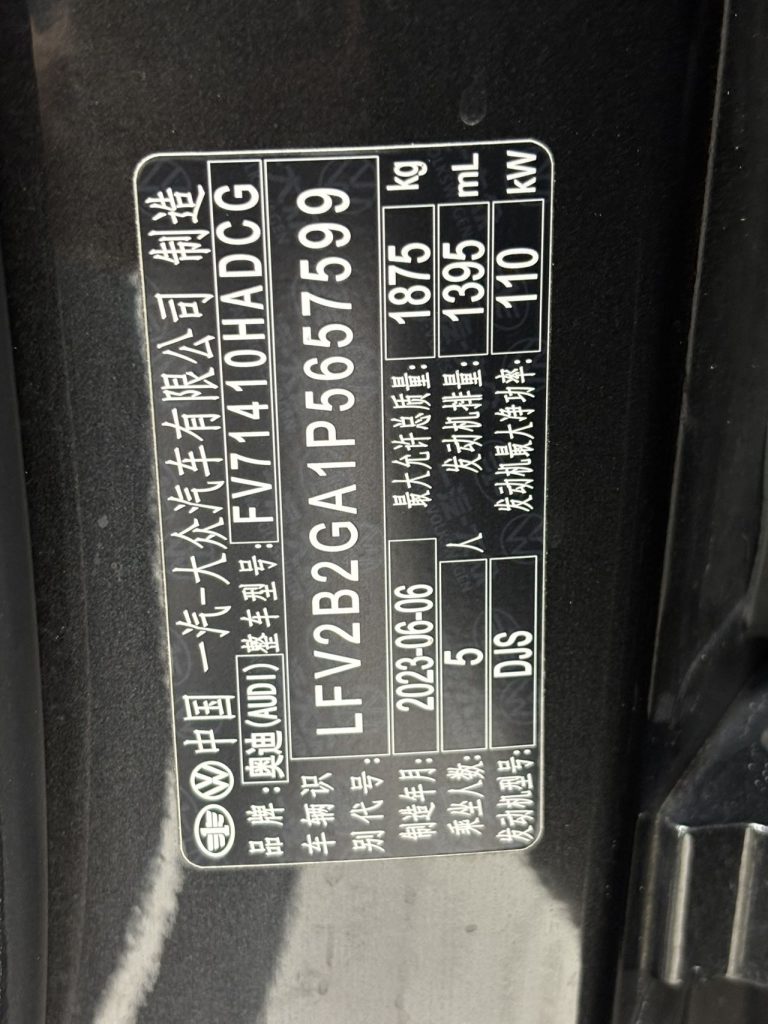 中国 一汽-大众汽车有限公司 制造
品牌:奥迪(AUDI) 整车型号:FV71410HADCG
车辆识别代号: LFV2B2GA1P5657599
制造年月: 2023-06-06 最大允许总质量: 1875 kg
乘坐人数: 5 人 发动机排量: 1395 mL
发动机型号: DJS 发动机最大净功率: 110 kW